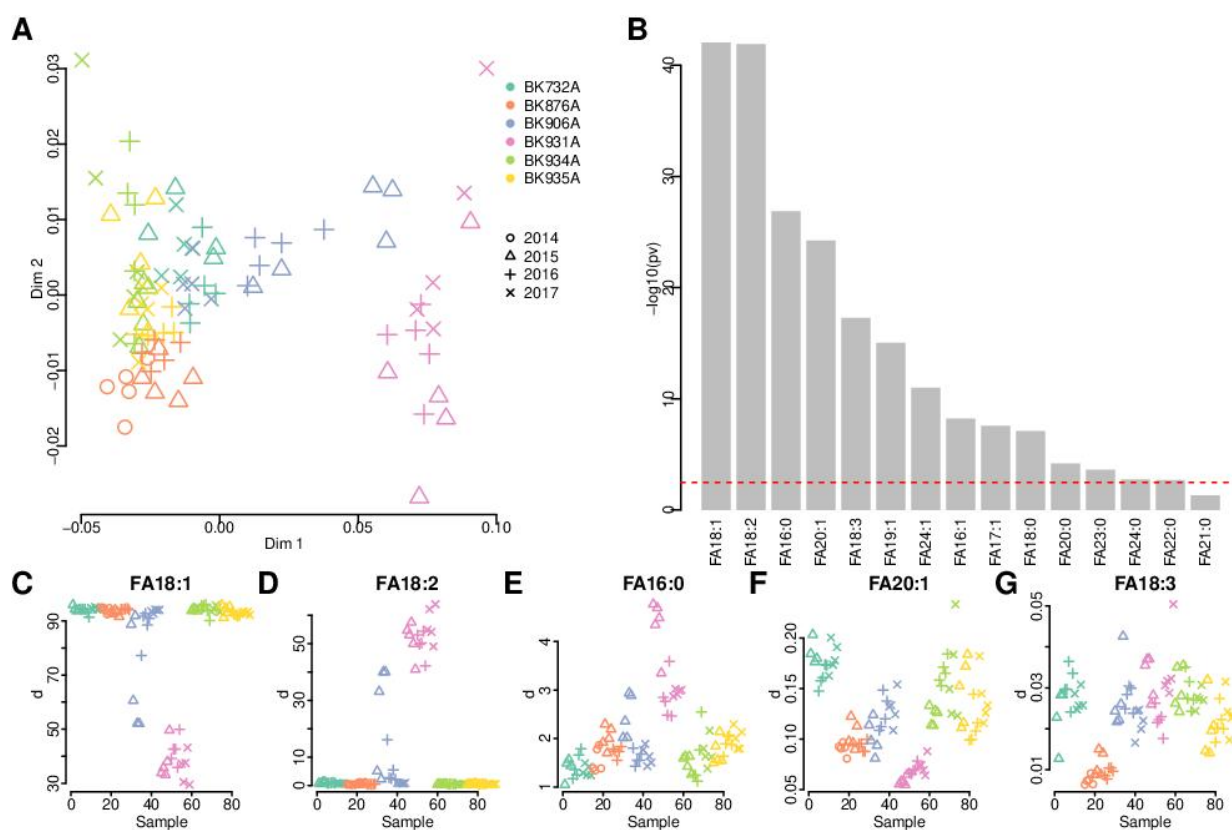 A
0.03
0.02
0.01
0.00
−0.01
−0.02
Dim 2
−0.05
0.00
0.05
0.10
Dim 1
BK732A
BK876A
BK906A
BK931A
BK934A
BK935A
2014
2015
2016
2017
B
40
30
20
10
0
−log10(pv)
FA18:1
FA18:2
FA16:0
FA20:1
FA18:3
FA19:1
FA24:1
FA16:1
FA17:1
FA18:0
FA20:0
FA23:0
FA24:0
FA22:0
FA21:0
C
FA18:1
90
70
50
30
d
0 20 40 60 80
Sample
D
FA18:2
50
30
10
0
d
0 20 40 60 80
Sample
E
FA16:0
4
3
2
1
d
0 20 40 60 80
Sample
F
FA20:1
0.20
0.15
0.10
0.05
d
0 20 40 60 80
Sample
G
FA18:3
0.05
0.03
0.01
d
0 20 40 60 80
Sample